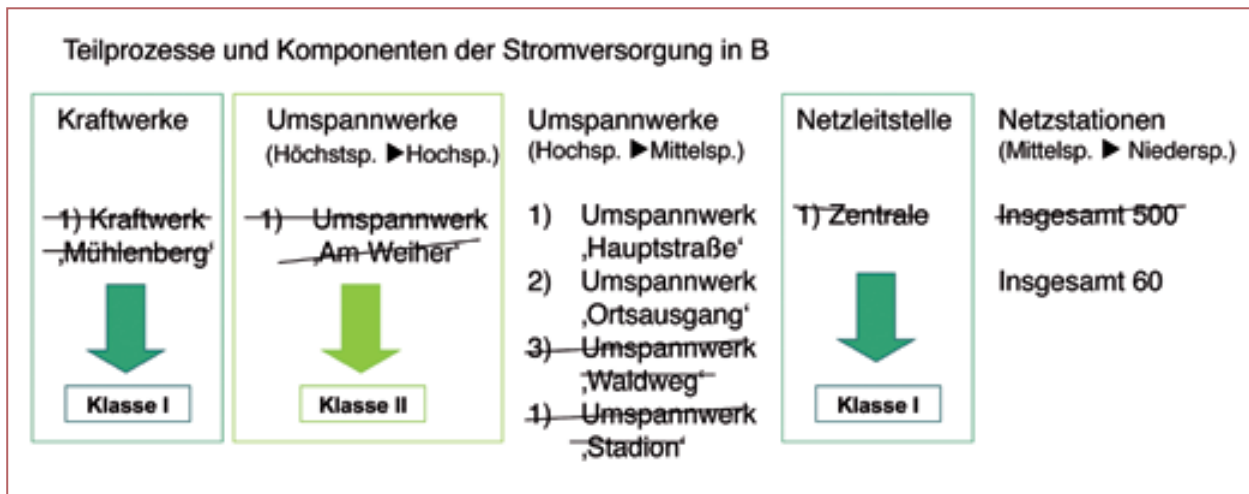 Teilprozesse und Komponenten der Stromversorgung in B
Kraftwerke
1) Kraftwerk
‚Mühlenberg‘
Klasse I
Umspannwerke
(Höchstsp. ▶Hochsp.)
1) Umspannwerk
‚Am Weiher‘
Klasse II
Umspannwerke
(Hochsp. ▶Mittelsp.)
1) Umspannwerk
‚Hauptstraße‘
2) Umspannwerk
‚Ortsausgang‘
3) Umspannwerk
‚Waldweg‘
1) Umspannwerk
‚Stadion‘
Netzleitstelle
1) Zentrale
Klasse I
Netzstationen
(Mittelsp. ▶ Niedersp.)
Insgesamt 500
Insgesamt 60